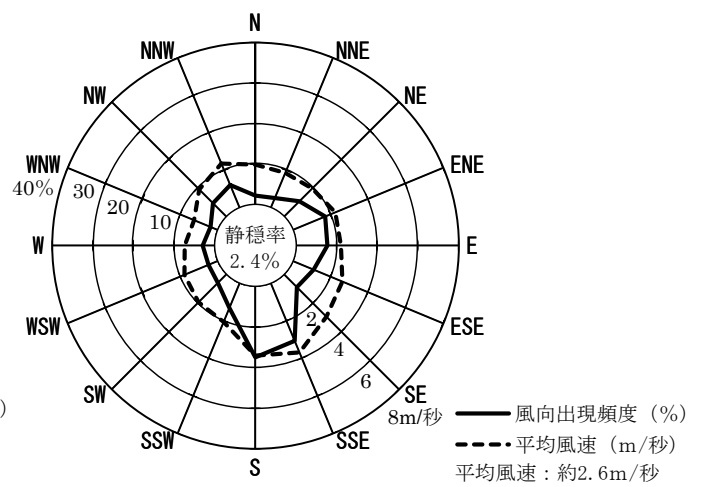 N
NNW
NNE
NW
NE
WNW
ENE
40%
30
20
10
静穏率
2.4%
W
E
WSW
ESE
2
4
6
8m/秒
SW
SE
SSW
SSE
S
)
風向出現頻度 (%)
平均風速 (m/秒)
平均風速:約2.6m/秒